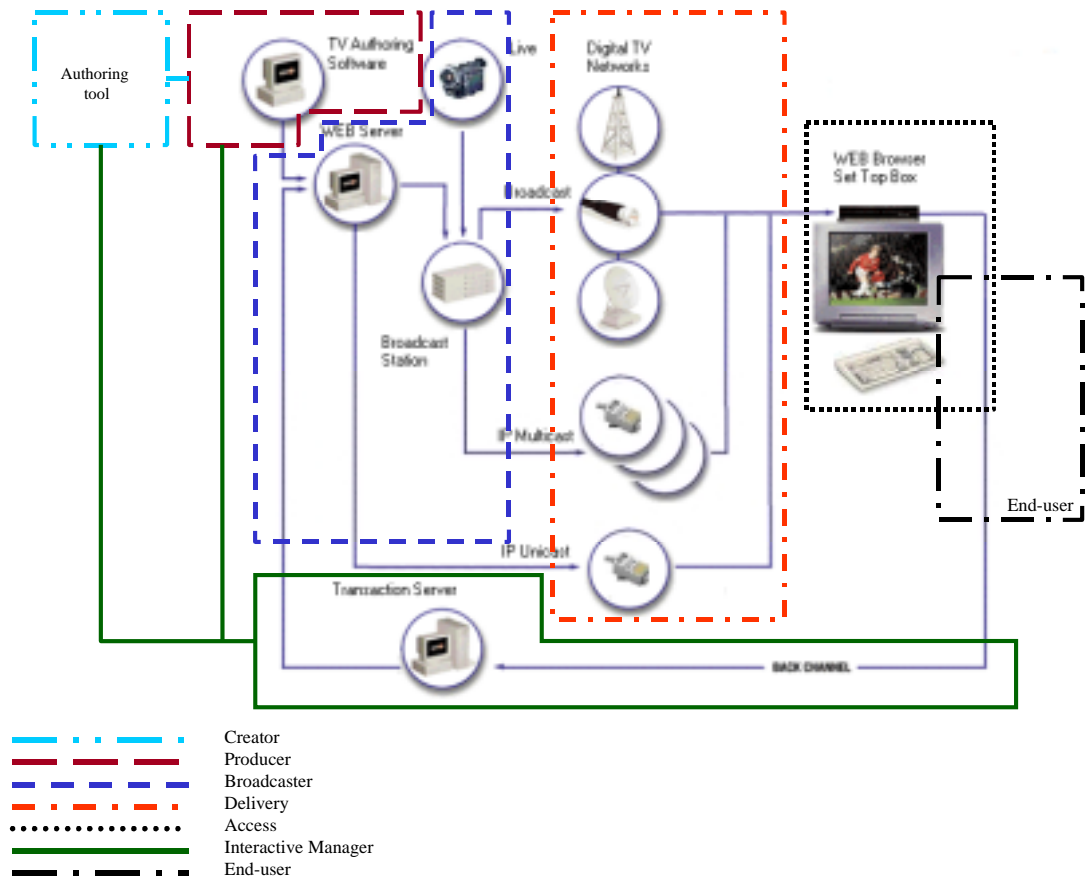 Authoring
tool
TV Authoring
Software
Live
Digital TV
Networks
WEB Server
WEB Browser
Set Top Box
Broadcast
Broadcast
Station
IP Multicast
End-user
IP Unicast
Transaction Server
BACK CHANNEL
Creator
Producer
Broadcaster
Delivery
Access
Interactive Manager
End-user